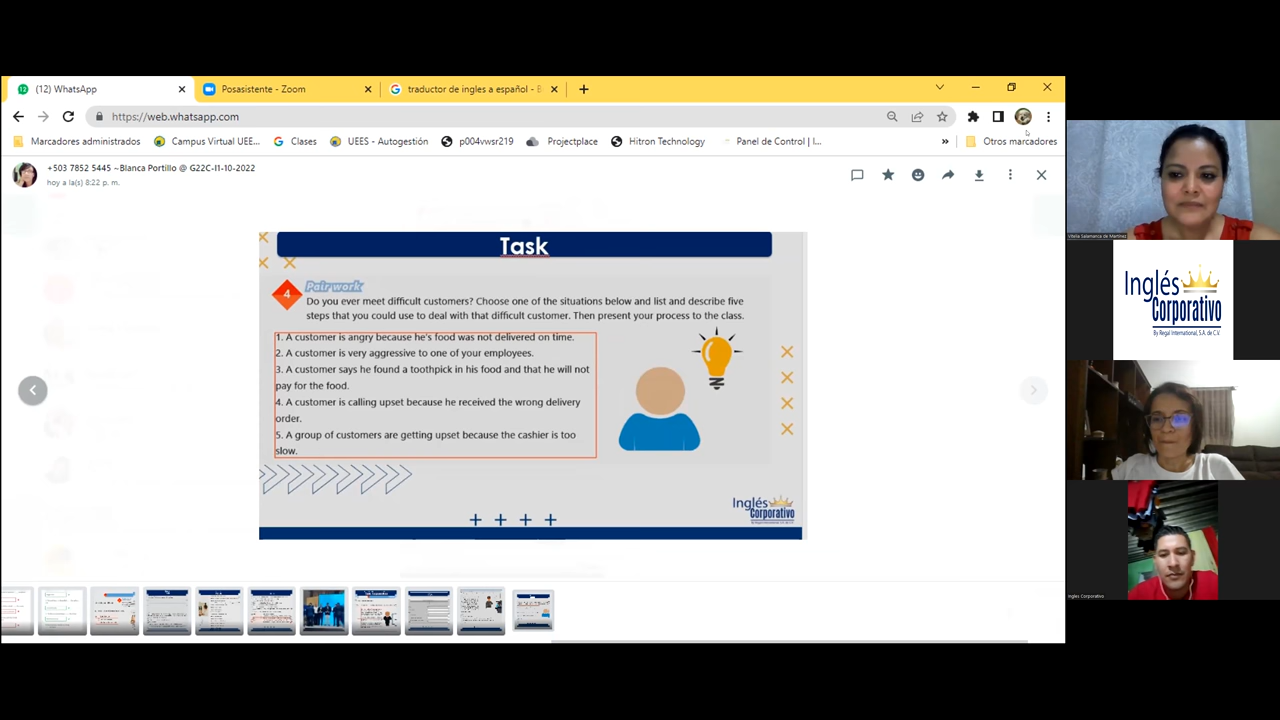 (12) WhatsApp
Posasistente - Zoom
traductor de ingles a español - B
https://web.whatsapp.com
Marcadores administrados
Campus Virtual UEE...
Clases
UEES - Autogestión
p004vwsr219
Projectplace
Hitron Technology
Panel de Control | I...
»
Otros marcadores
+503 7852 5445 ~Blanca Portillo @ G22C-I1-10-2022
hoy a la(s) 8:22 p. m.
Task
4
Pair work
Do you ever meet difficult customers? Choose one of the situations below and list and describe five
steps that you could use to deal with that difficult customer. Then present your process to the class.
1. A customer is angry because he's food was not delivered on time.
2. A customer is very aggressive to one of your employees.
3. A customer says he found a toothpick in his food and that he will not
pay for the food.
4. A customer is calling upset because he received the wrong delivery
order.
5. A group of customers are getting upset because the cashier is too
slow.
Inglés
Corporativo
Vitelia Salamanca de Martinez
Inglés
Corporativo
By Regal International, S.A. de C.V.
Ingles Corporativo